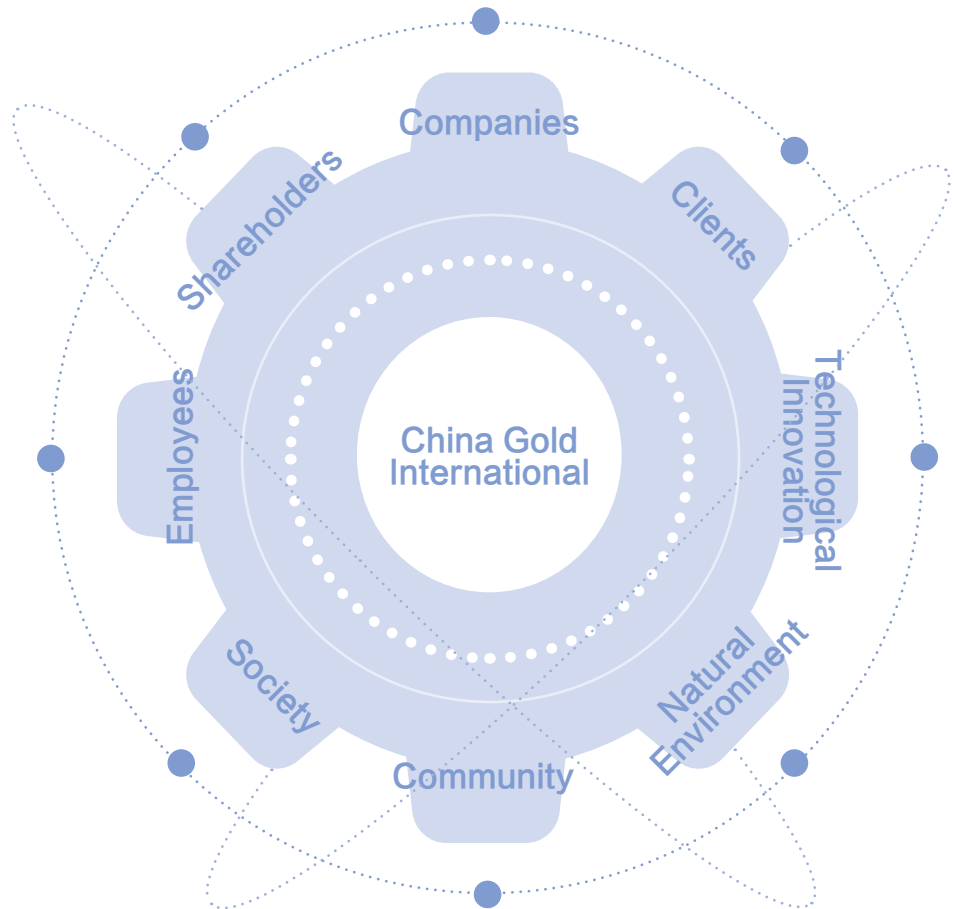 Companies
Clients
Technological
Innovation
Natural
Environment
Community
Society
Employees
Shareholders
China Gold
International